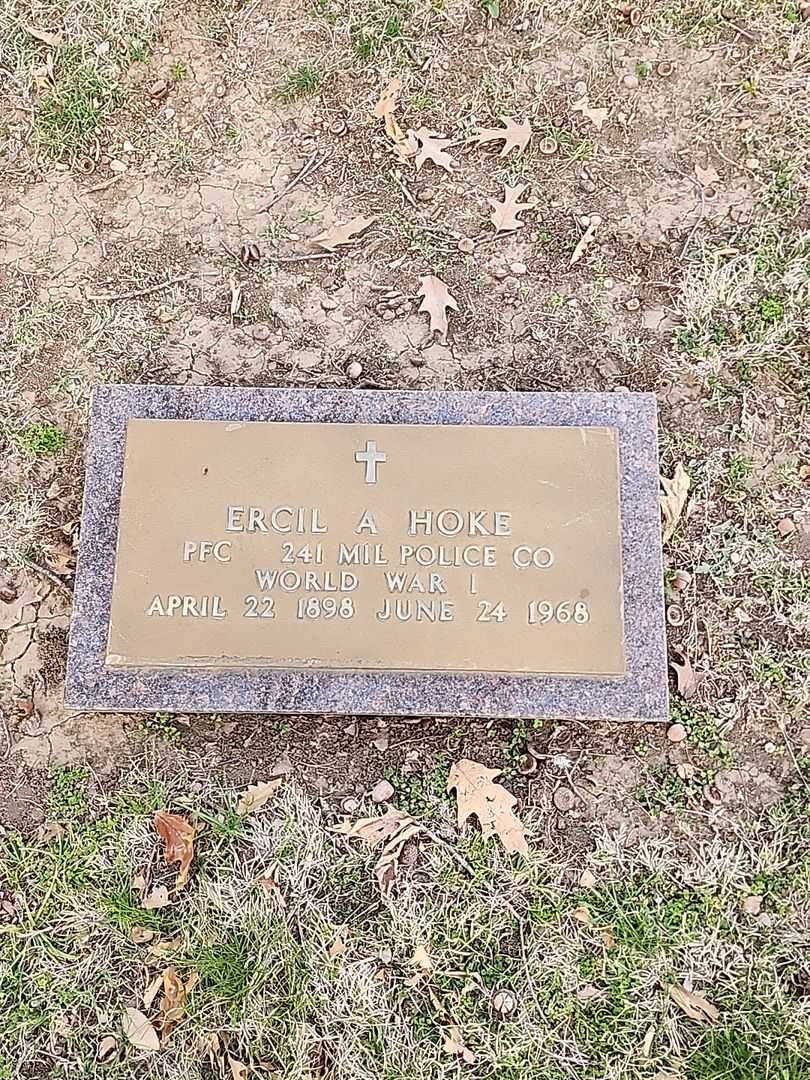 ERCIL A HOKE
PFC 241 MIL POLICE CO
WORLD WAR I
APRIL 22 1898 JUNE 24 1968